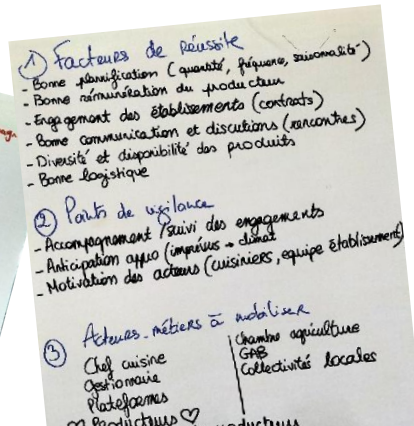 1) Facteurs de réussite
- Bonne planification (quantité, fréquence, saisonnalité)
- Bonne rémunération du producteur
- Engagement des établissements (contrats)
- Bonne communication et discutions (rencontres)
- Diversité et disponibilité des produits
- Bonne logistique
2) Points de vigilance
- Accompagnement / suivi des engagements
- Anticipation appro (imprévus → climat
- Motivation des acteurs (cuisiniers, equipe établissement)
3) Acteurs-métiers à mobiliser
Chef cuisine
Gestionnaire
Plateformes
♡ Producteurs ♡
Chambre agriculture
GAB
Collectivités locales
producteurs